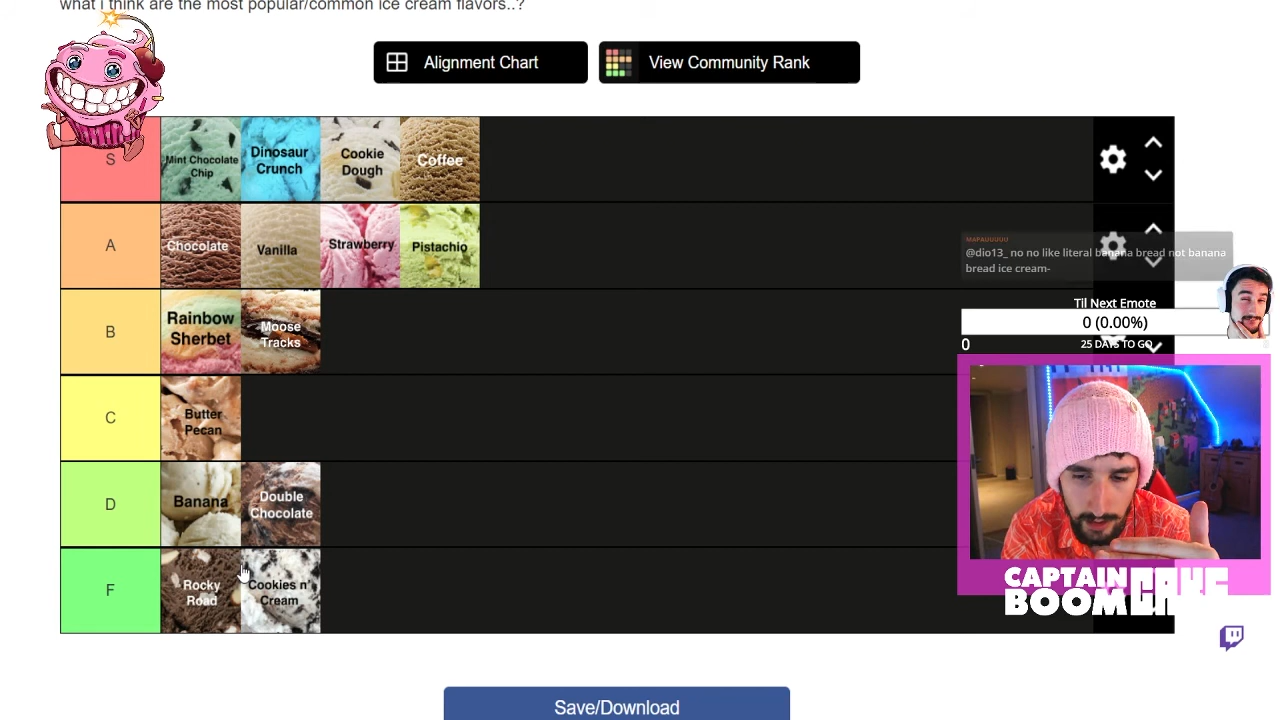 what i think are the most popular/common ice cream flavors..?
Alignment Chart
View Community Rank
S
Mint Chocolate
Chip
Dinosaur
Crunch
Cookie
Dough
Coffee
A
Chocolate
Vanilla
Strawberry
Pistachio
MAPAUUUUU
@dio13_ no no like literal banana bread not banana
bread ice cream-
B
Rainbow
Sherbet
Moose
Tracks
Til Next Emote
0 (0.00%)
0
25 DAYS TO GO
C
Butter
Pecan
D
Banana
Double
Chocolate
F
Rocky
Road
Cookies n'
Cream
CAPTAIN
BOOM
CAKE
Save/Download